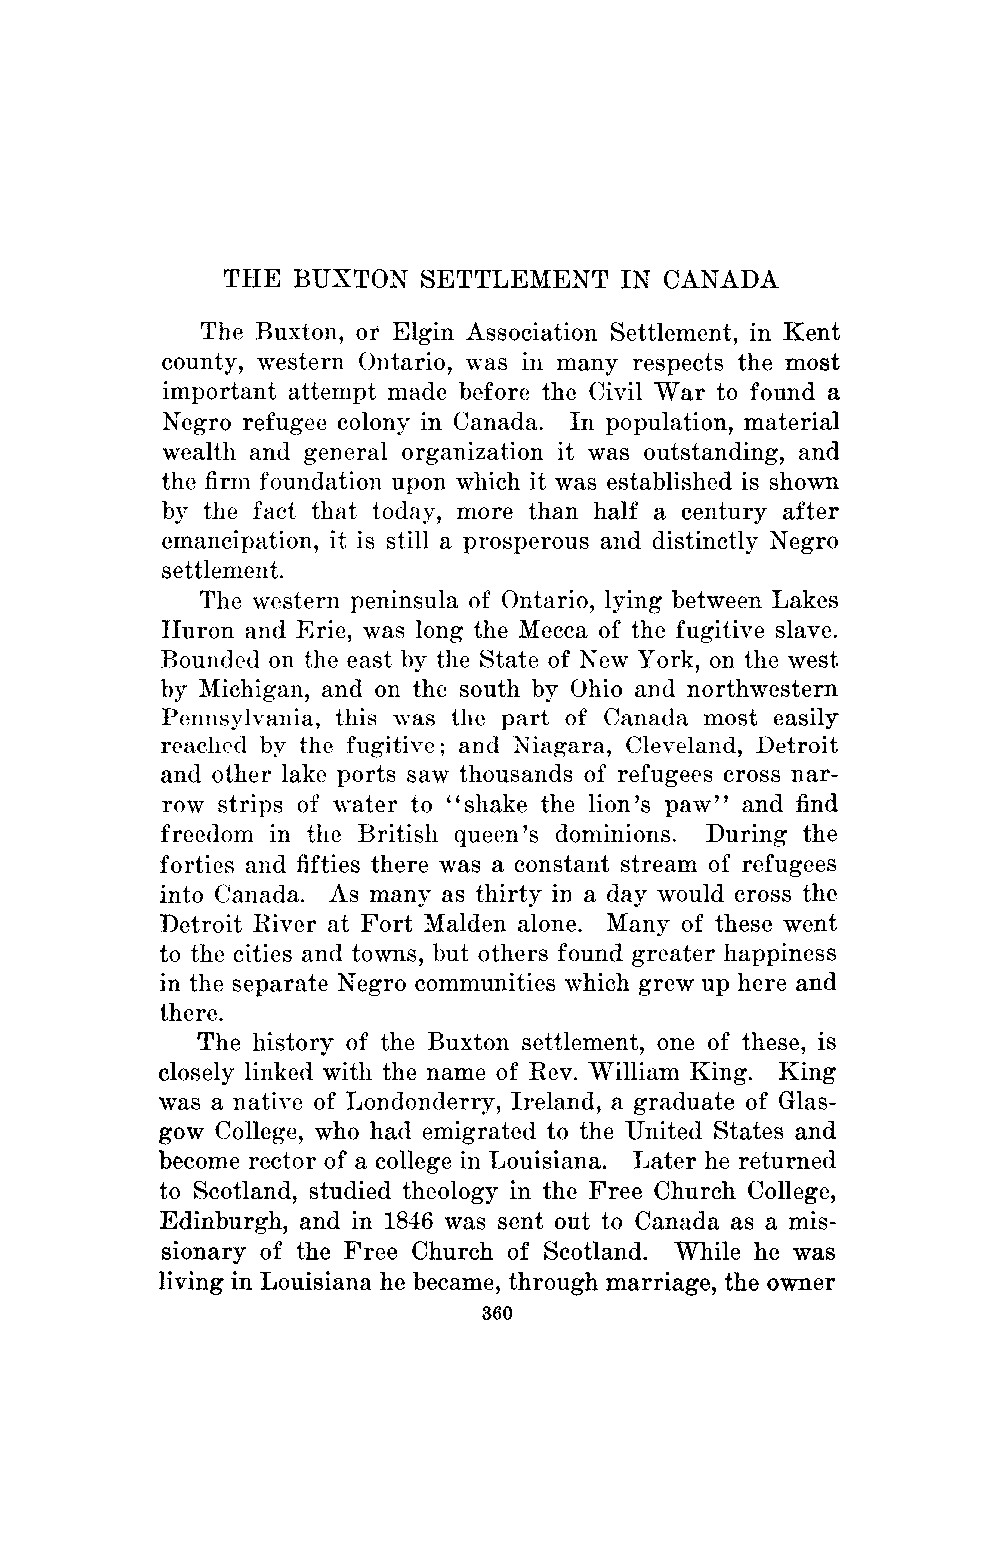 THE BUXTON SETTLEMENT IN CANADA
The Buxton, or Elgin Association Settlement, in Kent
county, western Ontario, was in many respects the most
important attempt made before the Civil War to found a
Negro refugee colony in Canada. In population, material
wealth and general organization it was outstanding, and
the firm foundation upon which it was established is shown
by the fact that today, more than half a century after
emancipation, it is still a prosperous and distinctly Negro
settlement.
The western peninsula of Ontario, lying between Lakes
Huron and Erie, was long the Mecca of the fugitive slave.
Bounded on the east by the State of New York, on the west
by Michigan, and on the south by Ohio and northwestern
Pennsylvania, this was the part of Canada most easily
reached by the fugitive; and Niagara, Cleveland, Detroit
and other lake ports saw thousands of refugees cross nar-
row strips of water to “shake the lion’s paw” and find
freedom in the British queen’s dominions. During the
forties and fifties there was a constant stream of refugees
into Canada. As many as thirty in a day would cross the
Detroit River at Fort Malden alone. Many of these went
to the cities and towns, but others found greater happiness
in the separate Negro communities which grew up here and
there.
The history of the Buxton settlement, one of these, is
closely linked with the name of Rev. William King. King
was a native of Londonderry, Ireland, a graduate of Glas-
gow College, who had emigrated to the United States and
become rector of a college in Louisiana. Later he returned
to Scotland, studied theology in the Free Church College,
Edinburgh, and in 1846 was sent out to Canada as a mis-
sionary of the Free Church of Scotland. While he was
living in Louisiana he became, through marriage, the owner
360